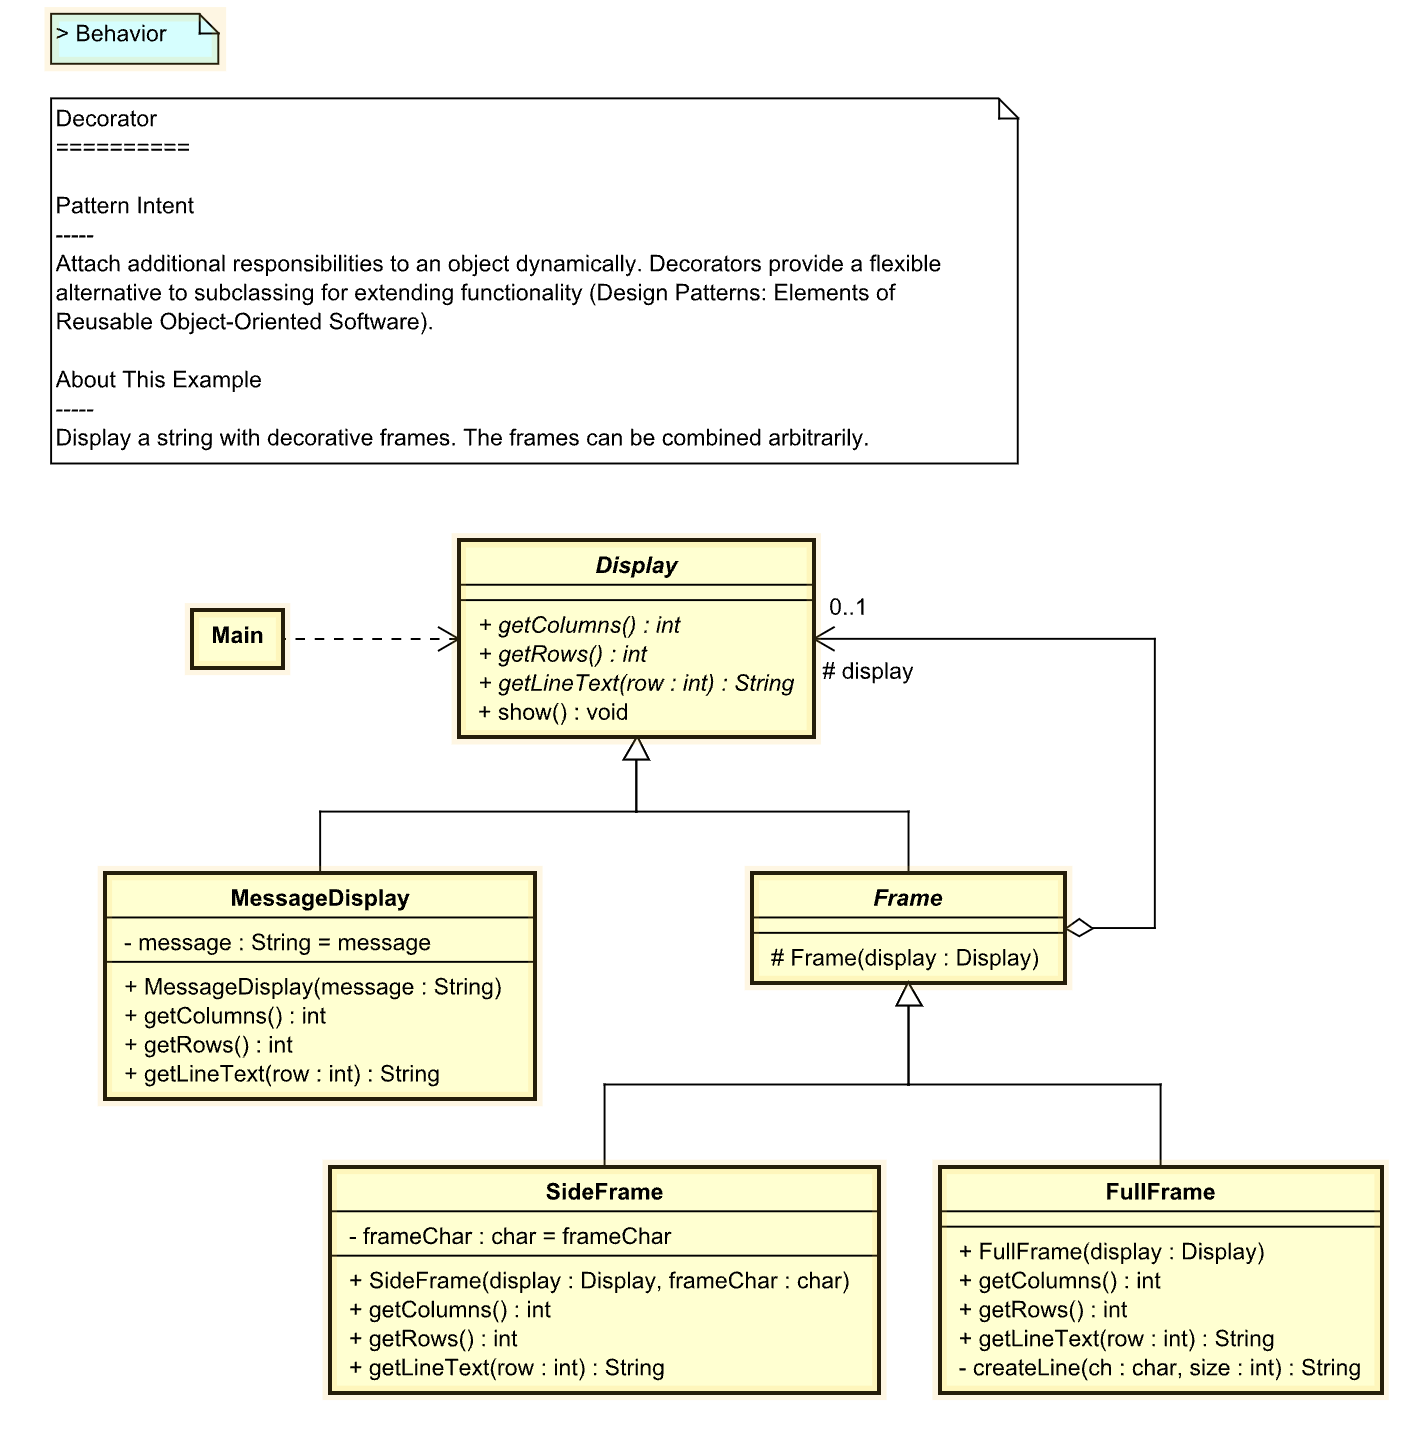 > Behavior
Decorator
==========
Pattern Intent
-----
Attach additional responsibilities to an object dynamically. Decorators provide a flexible
alternative to subclassing for extending functionality (Design Patterns: Elements of
Reusable Object-Oriented Software).
About This Example
-----
Display a string with decorative frames. The frames can be combined arbitrarily.
Display
+ getColumns() : int
+ getRows() : int
+ getLineText(row : int) : String
+ show() : void
Main
0..1
# display
MessageDisplay
- message : String = message
+ MessageDisplay(message : String)
+ getColumns() : int
+ getRows() : int
+ getLineText(row : int) : String
Frame
# Frame(display : Display)
SideFrame
- frameChar : char = frameChar
+ SideFrame(display : Display, frameChar : char)
+ getColumns() : int
+ getRows() : int
+ getLineText(row : int) : String
FullFrame
+ FullFrame(display : Display)
+ getColumns() : int
+ getRows() : int
+ getLineText(row : int) : String
- createLine(ch : char, size : int) : String